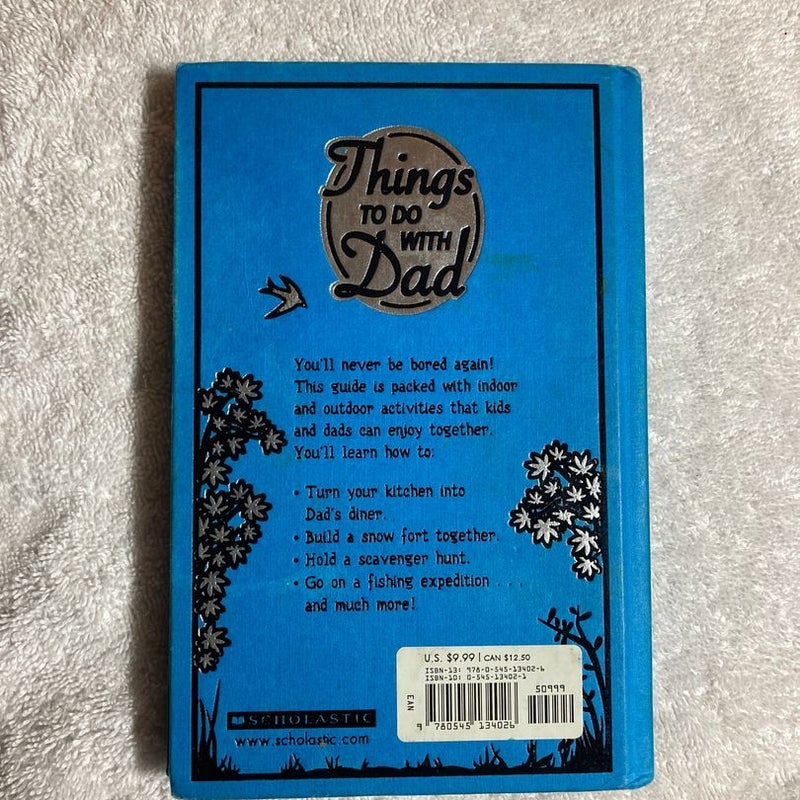 Things
TO DO
WITH
Dad
You'll never be bored again!
This guide is packed with indoor
and outdoor activities that kids
and dads can enjoy together.
You'll learn how to:
• Turn your kitchen into
Dad's diner.
• Build a snow fort together.
• Hold a scavenger hunt.
• Go on a fishing expedition . . .
and much more!
U.S. $9.99 | CAN $12.50
ISBN-13: 978-0-545-13402-6
ISBN-10: 0-545-13402-1
50999
EAN
9 780545 134026
SCHOLASTIC
www.scholastic.com